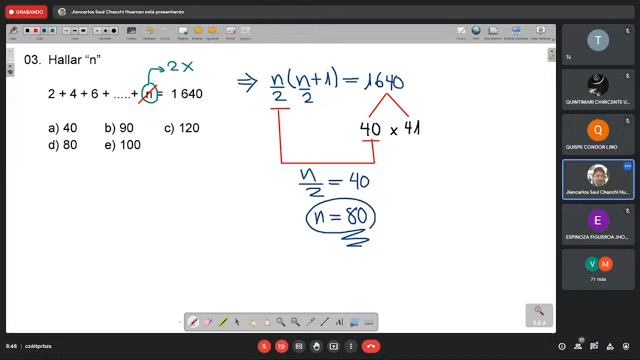 GRABANDO
Jiancarlos Saul Chacchi Huaman está presentando
03. Hallar "n"
2x
2 + 4 + 6 + ..... + n = 1 640
a) 40 b) 90 c) 120
d) 80 e) 100
⇒ n/2 (n/2 + 1) = 1640
40 x 41
n/2 = 40
n = 80
T
Tú
Q
QUINTIMARI CHIRCENTE U...
QUISPE CONDOR LINO
Jiancarlos Saul Chacchi Huaman
E
ESPINOZA FIGUEROA JHO...
V
M
71 más
8:48